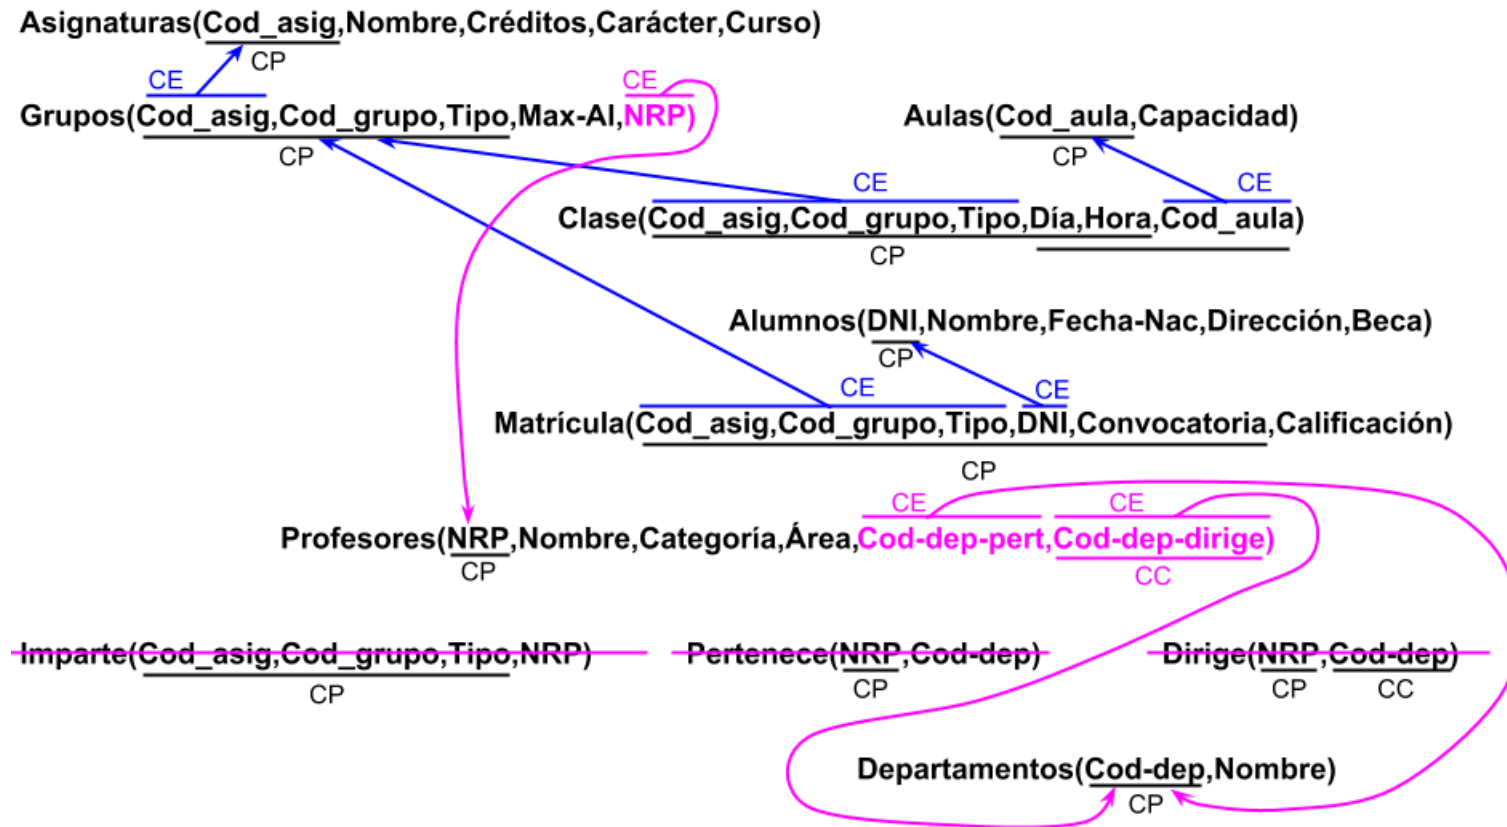 Asignaturas(Cod_asig,Nombre,Créditos,Carácter,Curso)
CP
CE
CE
Grupos(Cod_asig,Cod_grupo,Tipo,Max-Al,NRP)
CP
Aulas(Cod_aula,Capacidad)
CP
CE
CE
Clase(Cod_asig,Cod_grupo,Tipo,Día,Hora,Cod_aula)
CP
Alumnos(DNI,Nombre,Fecha-Nac,Dirección,Beca)
CP
CE
CE
Matrícula(Cod_asig,Cod_grupo,Tipo,DNI,Convocatoria,Calificación)
CP
CE
CE
Profesores(NRP,Nombre,Categoría,Área,Cod-dep-pert,Cod-dep-dirige)
CP
CC
Imparte(Cod_asig,Cod_grupo,Tipo,NRP)
CP
Pertenece(NRP,Cod-dep)
CP
Dirige(NRP,Cod-dep)
CP
CC
Departamentos(Cod-dep,Nombre)
CP